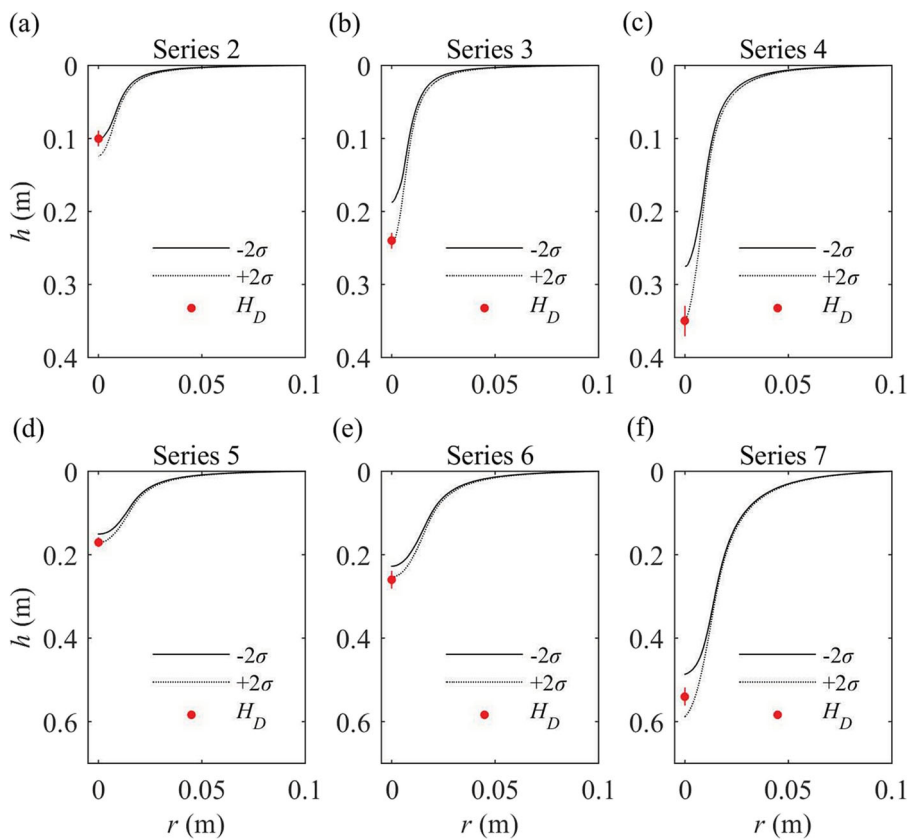 (a)
Series 2
0
0.1
0.2
0.3
0.4
h (m)
-2σ
+2σ
H_D
0
0.05
0.1
(b)
Series 3
0
0.1
0.2
0.3
0.4
-2σ
+2σ
H_D
0
0.05
0.1
(c)
Series 4
0
0.1
0.2
0.3
0.4
-2σ
+2σ
H_D
0
0.05
0.1
(d)
Series 5
0
0.2
0.4
0.6
h (m)
-2σ
+2σ
H_D
0
0.05
0.1
r (m)
(e)
Series 6
0
0.2
0.4
0.6
-2σ
+2σ
H_D
0
0.05
0.1
r (m)
(f)
Series 7
0
0.2
0.4
0.6
-2σ
+2σ
H_D
0
0.05
0.1
r (m)